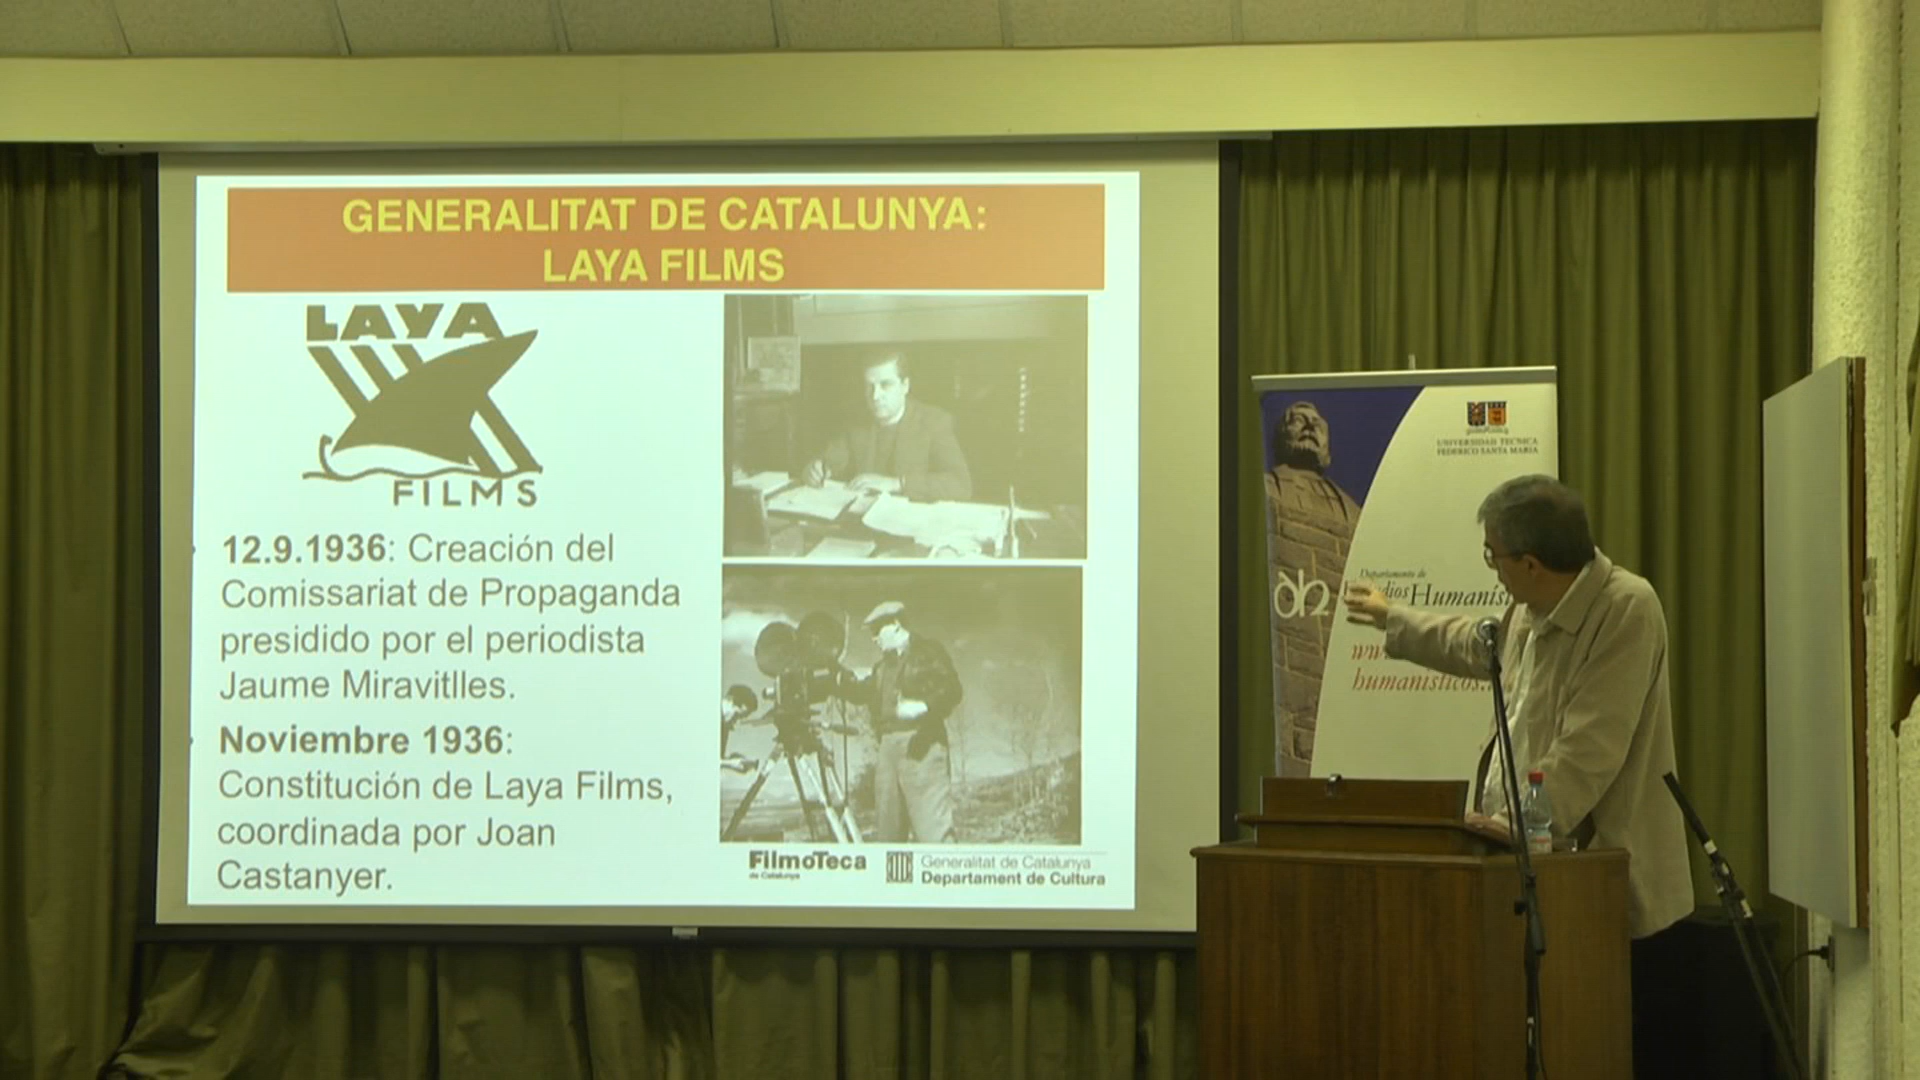 GENERALITAT DE CATALUNYA:
LAYA FILMS
LAYA
FILMS
12.9.1936: Creación del
Comissariat de Propaganda
presidido por el periodista
Jaume Miravitlles.
Noviembre 1936:
Constitución de Laya Films,
coordinada por Joan
Castanyer.
FilmoTeca
de Catalunya
Generalitat de Catalunya
Departament de Cultura
UNIVERSIDAD TECNICA
FEDERICO SANTA MARIA
Departamento de